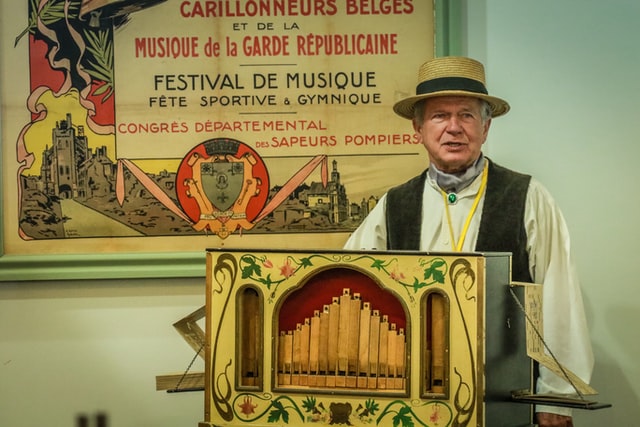 CARILLONNEURS BELGES
ET DE LA
MUSIQUE de la GARDE RÉPUBLICAINE
FESTIVAL DE MUSIQUE
FÊTE SPORTIVE & GYMNIQUE
CONGRÈS DÉPARTEMENTAL
DES SAPEURS POMPIERS